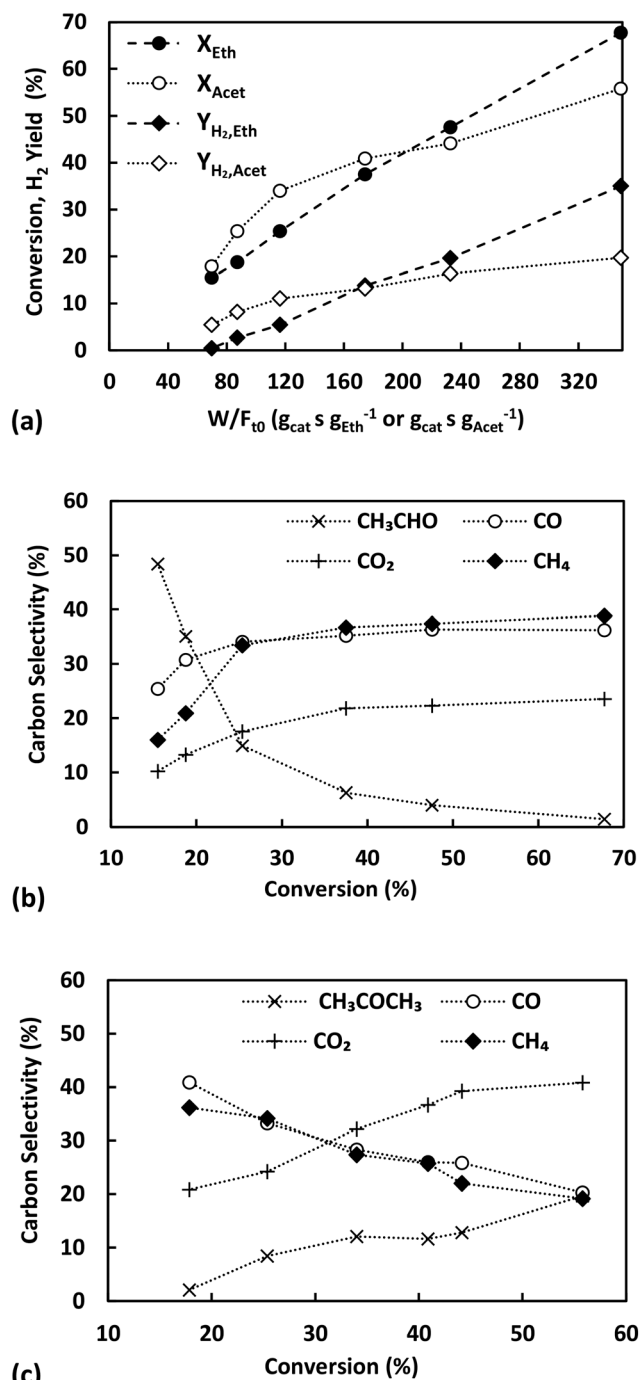 70
60
50
40
30
20
10
0
Conversion, H₂ Yield (%)
X_Eth
X_Acet
Y_H₂,Eth
Y_H₂,Acet
0 40 80 120 160 200 240 280 320
W/F_t0 (g_cat s g_Eth⁻¹ or g_cat s g_Acet⁻¹)
(a)
60
50
40
30
20
10
0
Carbon Selectivity (%)
CH₃CHO CO
CO₂ CH₄
10 20 30 40 50 60 70
Conversion (%)
(b)
60
50
40
30
20
10
0
Carbon Selectivity (%)
CH₃COCH₃ CO
CO₂ CH₄
10 20 30 40 50 60
Conversion (%)
(c)